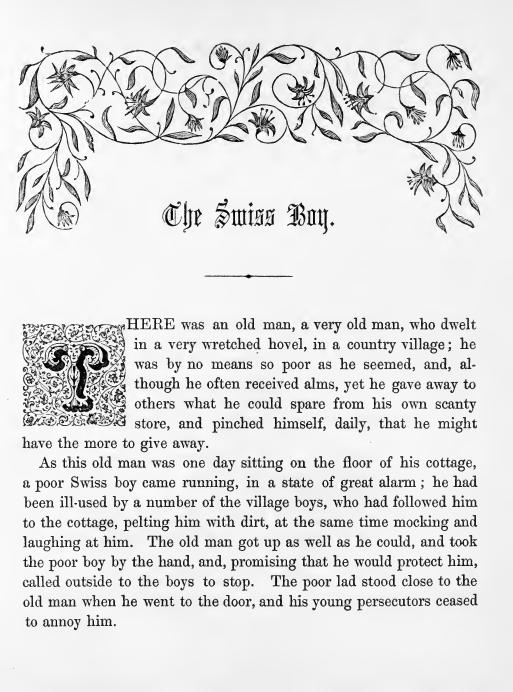 The Swiss Boy.
THERE was an old man, a very old man, who dwelt
in a very wretched hovel, in a country village; he
was by no means so poor as he seemed, and, al-
though he often received alms, yet he gave away to
others what he could spare from his own scanty
store, and pinched himself, daily, that he might
have the more to give away.
As this old man was one day sitting on the floor of his cottage,
a poor Swiss boy came running, in a state of great alarm; he had
been ill-used by a number of the village boys, who had followed him
to the cottage, pelting him with dirt, at the same time mocking and
laughing at him. The old man got up as well as he could, and took
the poor boy by the hand, and, promising that he would protect him,
called outside to the boys to stop. The poor lad stood close to the
old man when he went to the door, and his young persecutors ceased
to annoy him.